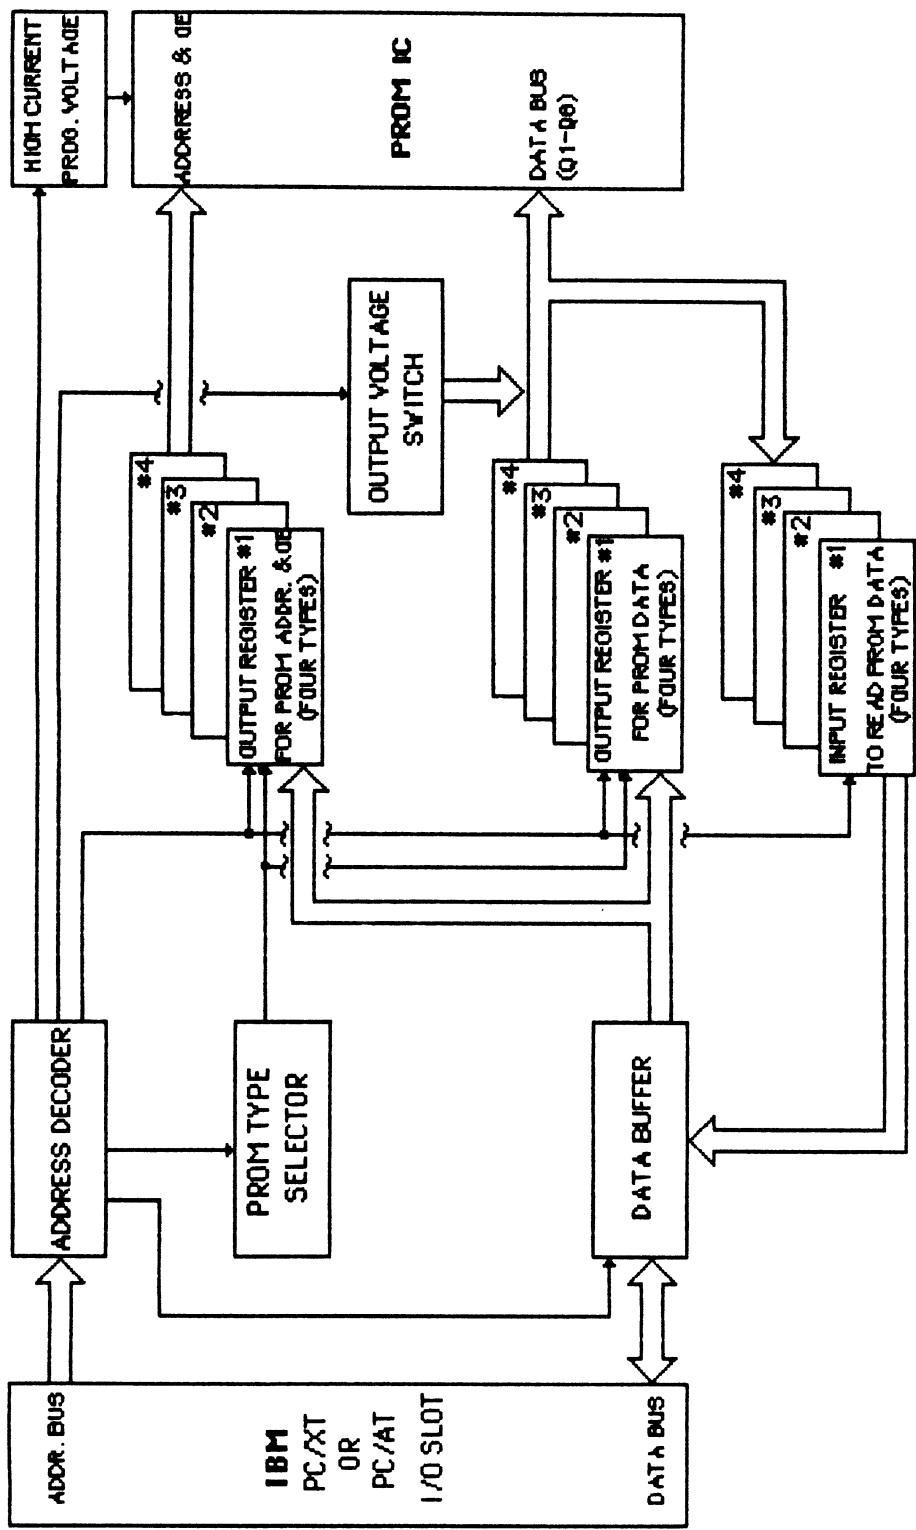 ADDR. BUS
IBM
PC/XT
OR
PC/AT
I/O SLOT
DATA BUS
ADDRESS DECODER
PROM TYPE
SELECTOR
DATA BUFFER
#4
#3
#2
OUTPUT REGISTER #1
FOR PROM ADDR. & OE
(FOUR TYPES)
#4
#3
#2
OUTPUT REGISTER #1
FOR PROM DATA
(FOUR TYPES)
#4
#3
#2
INPUT REGISTER #1
TO READ PROM DATA
(FOUR TYPES)
OUTPUT VOLTAGE
SWITCH
HIGH CURRENT
PROG. VOLTAGE
ADDRRESS & OE
PROM IC
DATA BUS
(Q1-Q8)